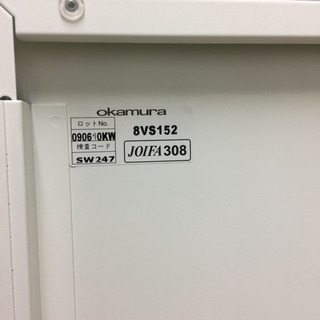 okamura
ロットNo.
090610KW
8VS152
検査コード
SW247
JOIFA308